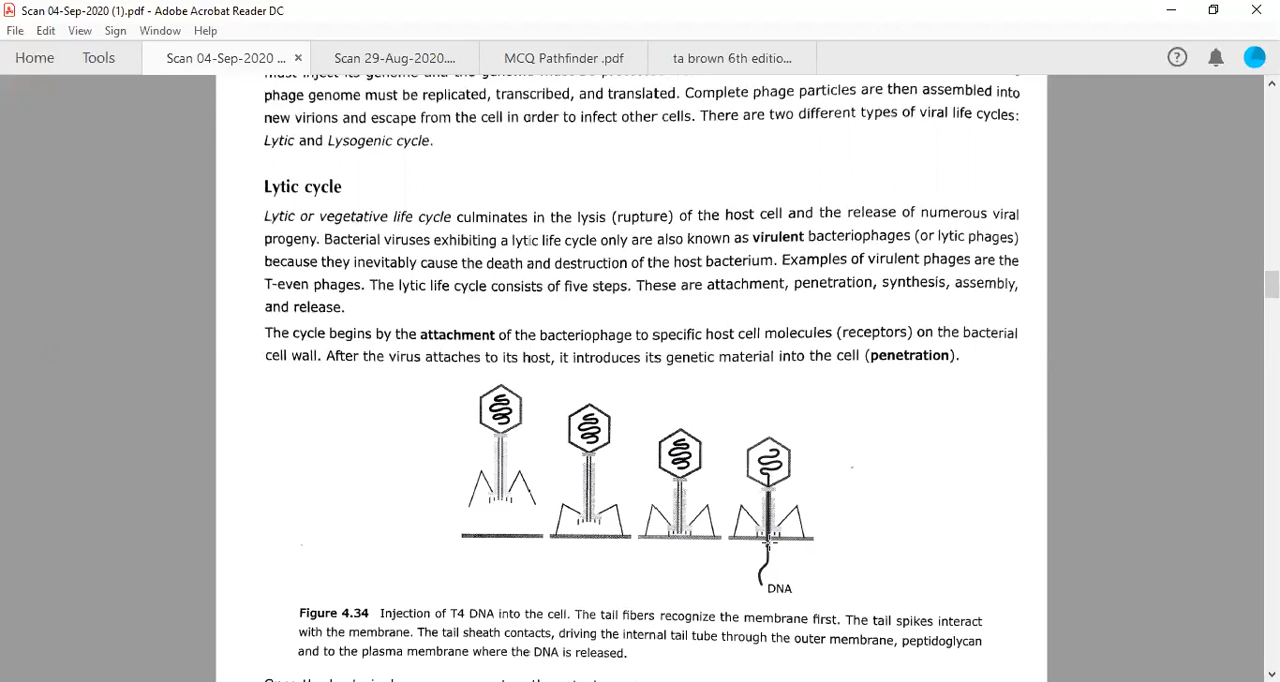 Scan 04-Sep-2020 (1).pdf - Adobe Acrobat Reader DC
File Edit View Sign Window Help
Home Tools Scan 04-Sep-2020 ... × Scan 29-Aug-2020.... MCQ Pathfinder .pdf ta brown 6th editio...
must inject its genome and the genome must be
phage genome must be replicated, transcribed, and translated. Complete phage particles are then assembled into
new virions and escape from the cell in order to infect other cells. There are two different types of viral life cycles:
Lytic and Lysogenic cycle.
Lytic cycle
Lytic or vegetative life cycle culminates in the lysis (rupture) of the host cell and the release of numerous viral
progeny. Bacterial viruses exhibiting a lytic life cycle only are also known as virulent bacteriophages (or lytic phages)
because they inevitably cause the death and destruction of the host bacterium. Examples of virulent phages are the
T-even phages. The lytic life cycle consists of five steps. These are attachment, penetration, synthesis, assembly,
and release.
The cycle begins by the attachment of the bacteriophage to specific host cell molecules (receptors) on the bacterial
cell wall. After the virus attaches to its host, it introduces its genetic material into the cell (penetration).
DNA
Figure 4.34 Injection of T4 DNA into the cell. The tail fibers recognize the membrane first. The tail spikes interact
with the membrane. The tail sheath contacts, driving the internal tail tube through the outer membrane, peptidoglycan
and to the plasma membrane where the DNA is released.